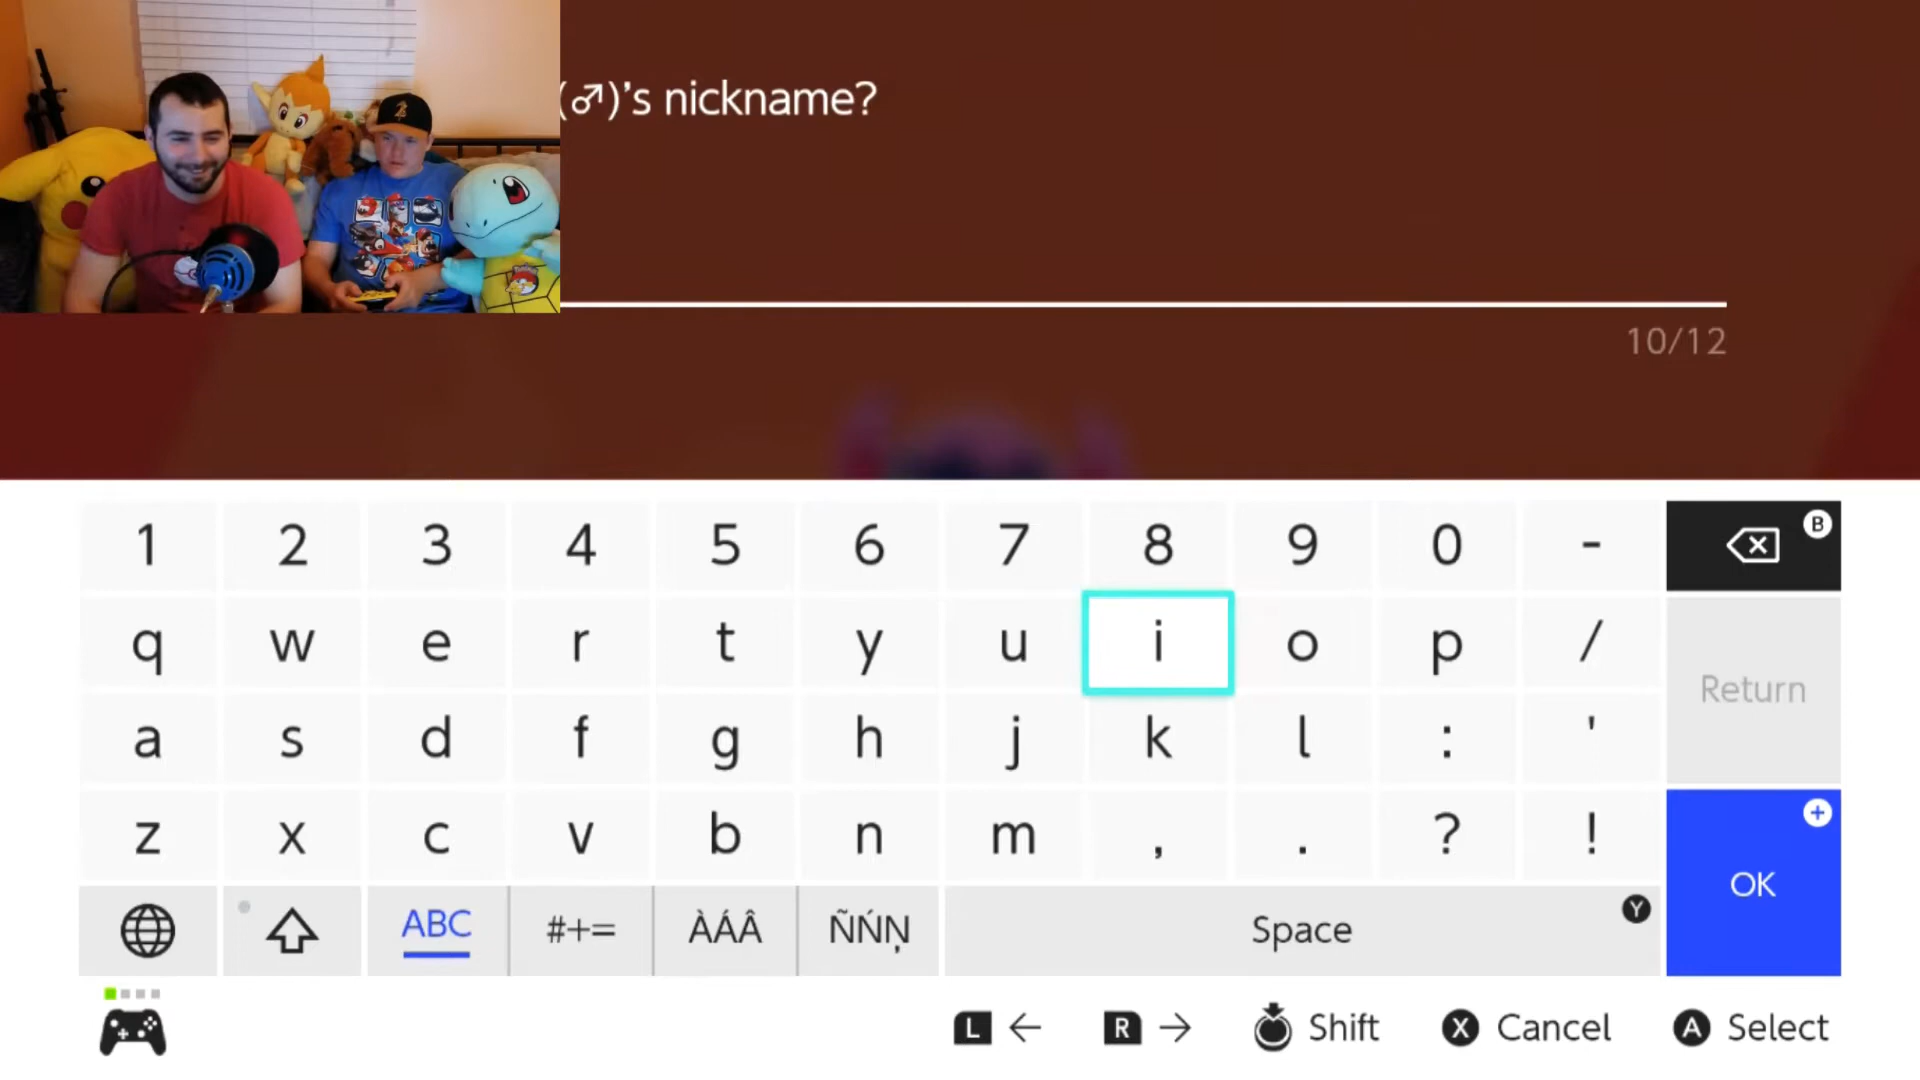 (♂)'s nickname?
10/12
1 2 3 4 5 6 7 8 9 0 - B
q w e r t y u i o p /
Return
a s d f g h j k l : '
z x c v b n m , . ? !
OK
ABC #+= ÀÁÂ ÑŃŅ Space Y
L ← R → Shift X Cancel A Select